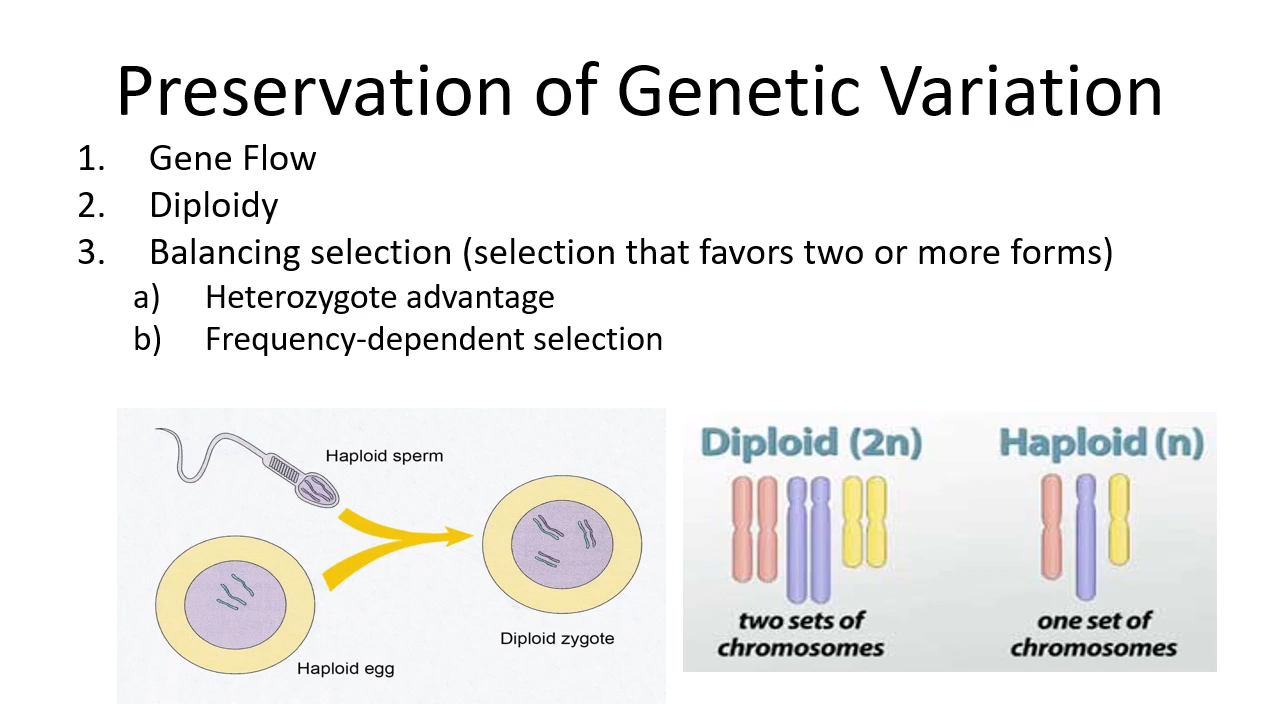 Preservation of Genetic Variation
1. Gene Flow
2. Diploidy
3. Balancing selection (selection that favors two or more forms)
a) Heterozygote advantage
b) Frequency-dependent selection
Haploid sperm
Diploid zygote
Haploid egg
Diploid (2n)
two sets of
chromosomes
Haploid (n)
one set of
chromosomes